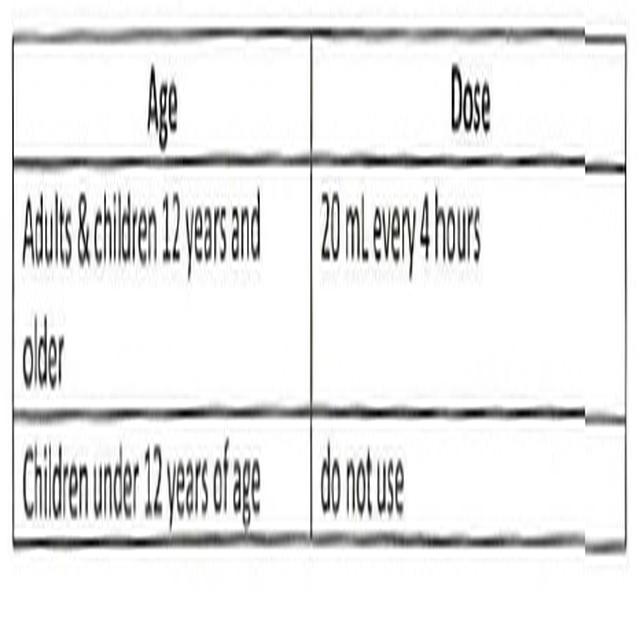 Age Dose
Adults & children 12 years and 20 mL every 4 hours
older
Children under 12 years of age do not use